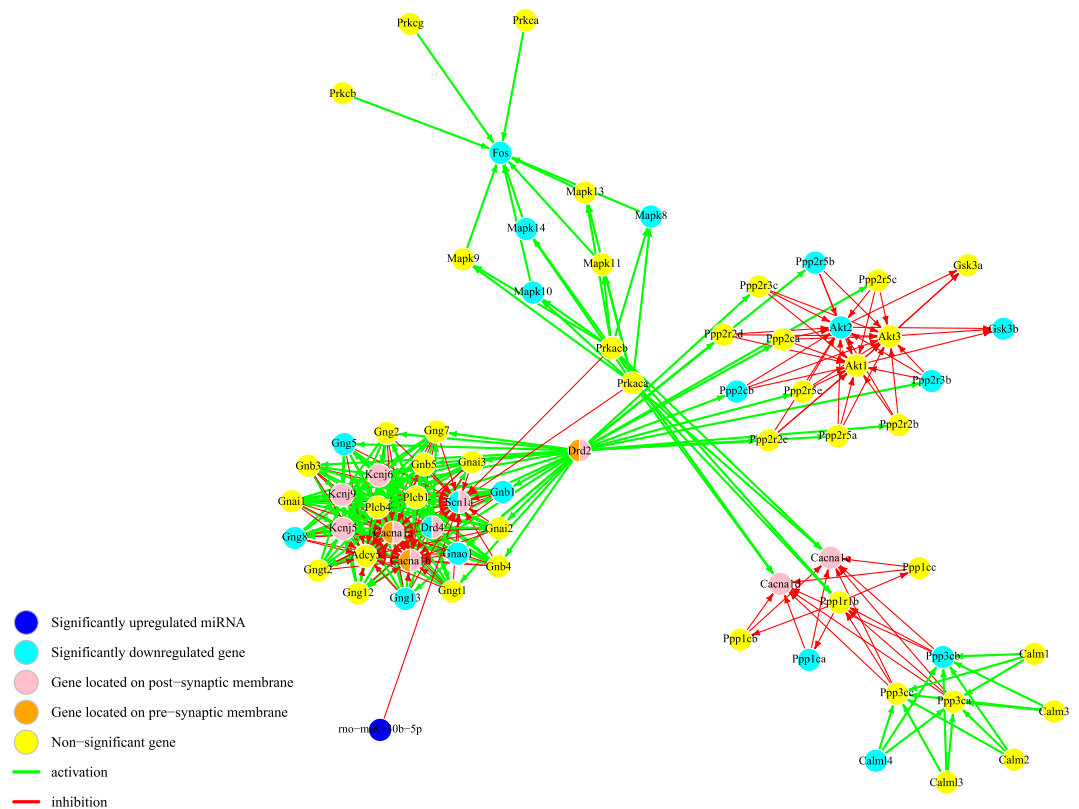 Prkcg
Prkca
Prkcb
Fos
Mapk13
Mapk8
Mapk14
Mapk9
Mapk11
Mapk10
Ppp2r5b
Gsk3a
Ppp2r3c
Ppp2r5c
Akt2
Gsk3b
Ppp2r2d
Ppp2ca
Akt3
Prkacb
Akt1
Prkaca
Ppp2cb
Ppp2r5e
Ppp2r3b
Ppp2r2c
Ppp2r5a
Ppp2r2b
Drd2
Gng2
Gng7
Gng5
Gnb3
Gnb5
Gnai3
Kcnj6
Gnai1
Kcnj9
Plcb1
Scn1a
Gnb1
Plcb4
Gng8
Kcnj5
Cacna1a
Drd4
Gnai2
Adcy5
Cacna1b
Gnao1
Gnb4
Gngt2
Gng12
Gng13
Gngt1
Cacna1c
Ppp1cc
Cacna1d
Ppp1r1b
Ppp1cb
Ppp1ca
Ppp3cb
Calm1
Ppp3cc
Ppp3ca
Calm3
Calml4
Calm2
Calml3
Significantly upregulated miRNA
Significantly downregulated gene
Gene located on post−synaptic membrane
Gene located on pre−synaptic membrane
Non−significant gene
activation
inhibition